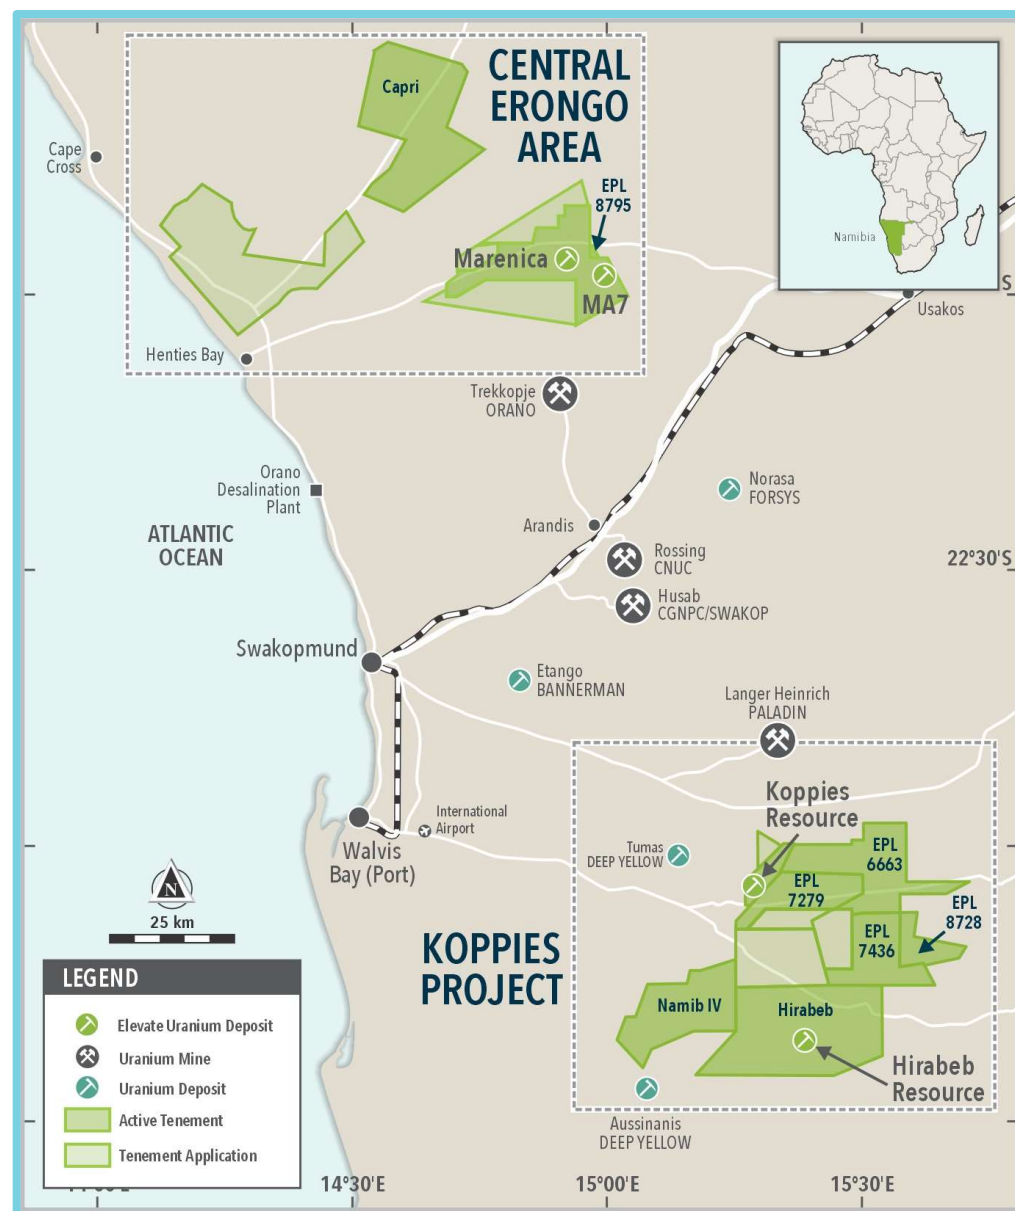 CENTRAL
ERONGO
AREA
Capri
Cape
Cross
EPL
8795
Marenica
MA7
Namibia
S
Usakos
Henties Bay
Trekkopje
ORANO
Orano
Desalination
Plant
Norasa
FORSYS
ATLANTIC
OCEAN
Arandis
Rossing
CNUC
22°30'S
Husab
CGNPC/SWAKOP
Swakopmund
Etango
BANNERMAN
Langer Heinrich
PALADIN
Koppies
Resource
International
Airport
Walvis
Bay (Port)
Tumas
DEEP YELLOW
EPL
6663
EPL
7279
EPL
8728
EPL
7436
N
25 km
KOPPIES
PROJECT
Namib IV
Hirabeb
Hirabeb
Resource
Aussinanis
DEEP YELLOW
LEGEND
Elevate Uranium Deposit
Uranium Mine
Uranium Deposit
Active Tenement
Tenement Application
14°30'E
15°00'E
15°30'E